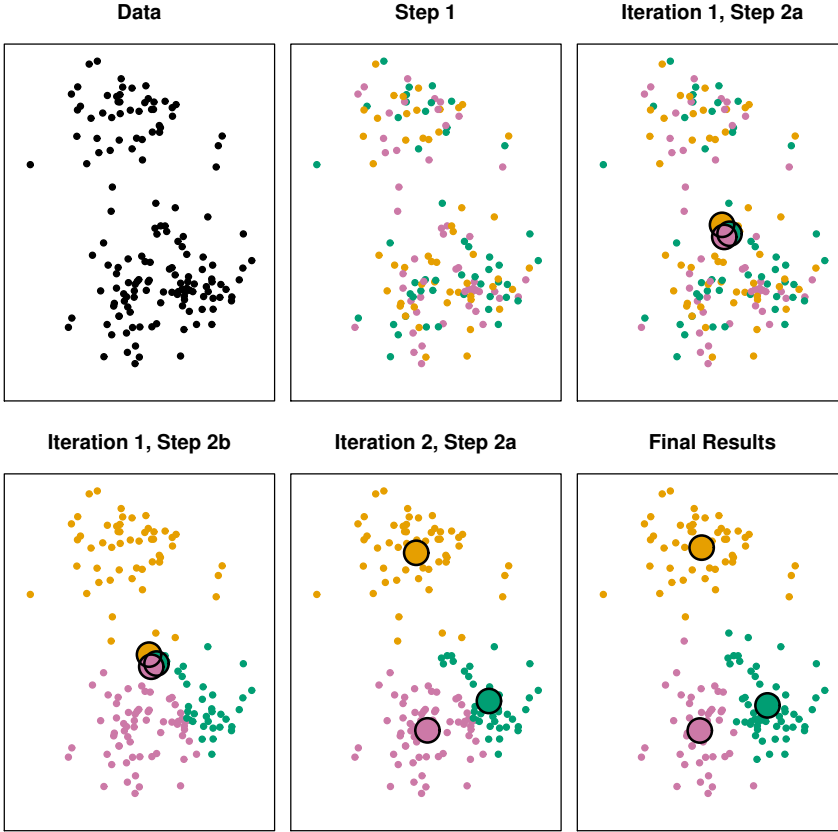 Data
Step 1
Iteration 1, Step 2a
Iteration 1, Step 2b
Iteration 2, Step 2a
Final Results